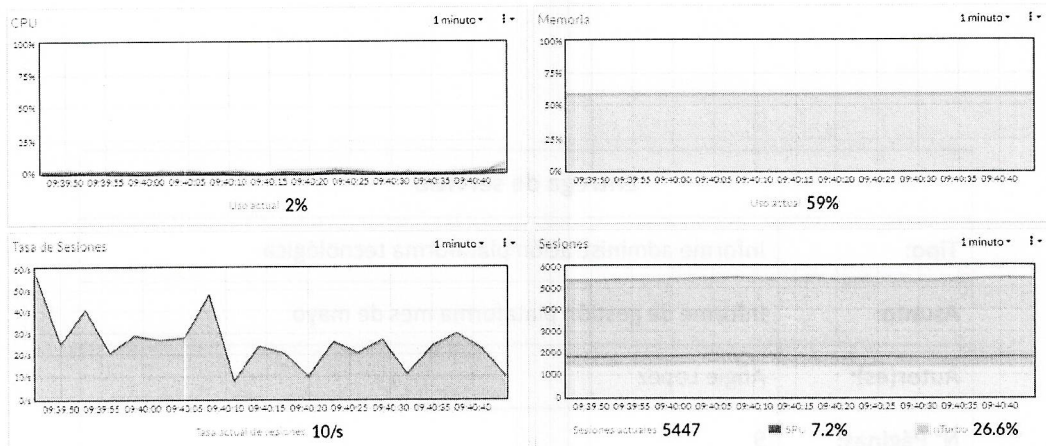 CPU
1 minuto
100%
75%
50%
25%
0%
09:39:50 09:39:55 09:40:00 09:40:05 09:40:10 09:40:15 09:40:20 09:40:25 09:40:30 09:40:35 09:40:40
Uso actual 2%
Memoria
1 minuto
100%
75%
50%
25%
0%
09:39:50 09:39:55 09:40:00 09:40:05 09:40:10 09:40:15 09:40:20 09:40:25 09:40:30 09:40:35 09:40:40
Uso actual 59%
Tasa de Sesiones
1 minuto
60/s
50/s
40/s
30/s
20/s
10/s
0/s
09:39:50 09:39:55 09:40:00 09:40:05 09:40:10 09:40:15 09:40:20 09:40:25 09:40:30 09:40:35 09:40:40
Tasa actual de sesiones 10/s
Sesiones
1 minuto
6000
5000
4000
3000
2000
1000
0
09:39:50 09:39:55 09:40:00 09:40:05 09:40:10 09:40:15 09:40:20 09:40:25 09:40:30 09:40:35 09:40:40
Sesiones actuales 5447 SPU 7.2% nTurbo 26.6%